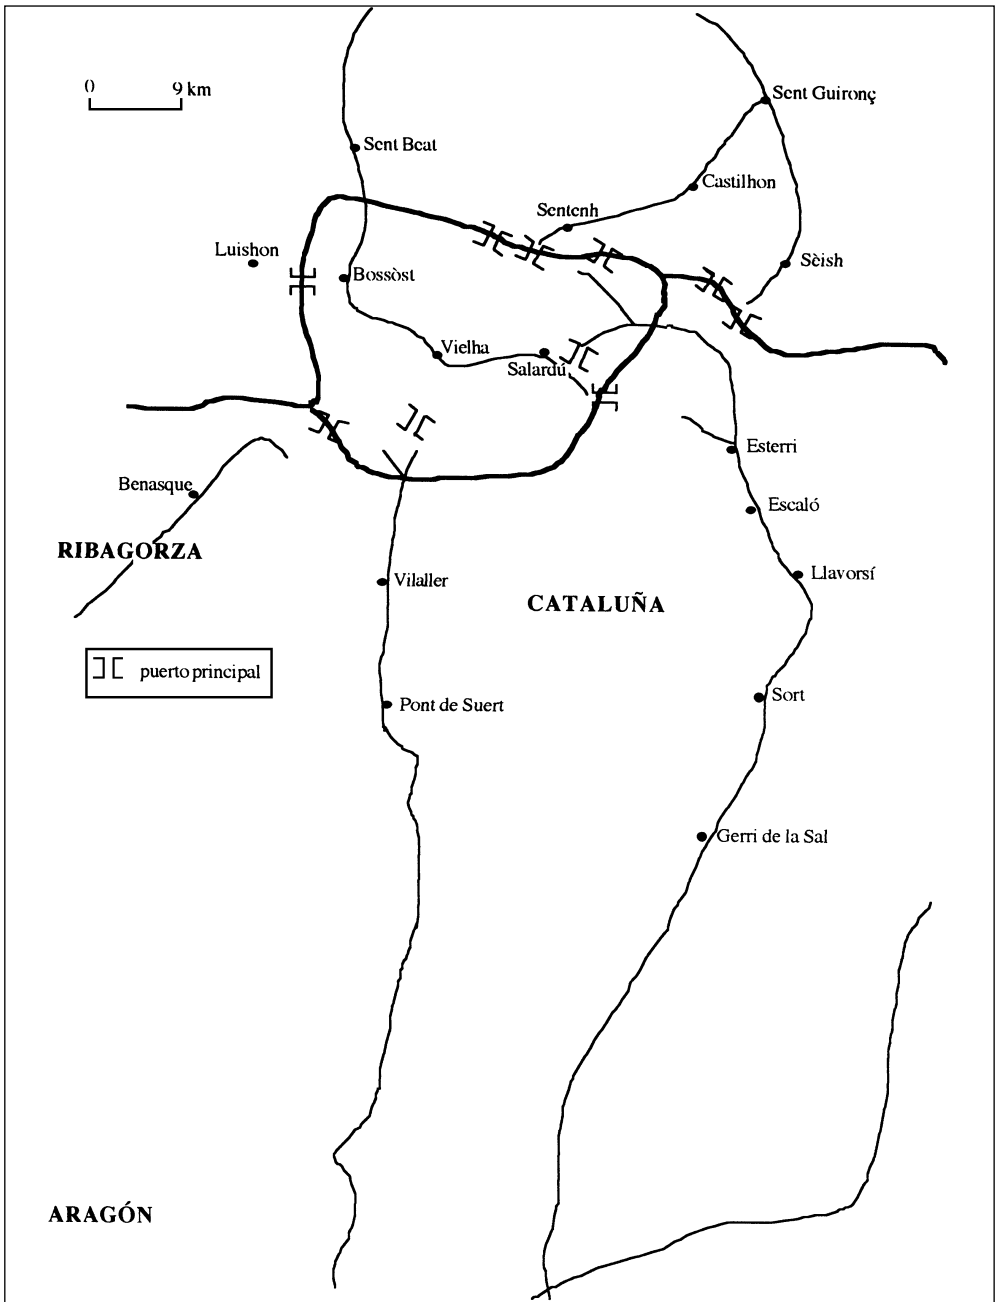 0 9 km
Sent Guironç
Sent Beat
Castilhon
Sentenh
Luishon
Sèish
Bossòst
Vielha
Salardú
Esterri
Benasque
Escaló
RIBAGORZA
Llavorsí
Vilaller
CATALUÑA
puerto principal
Sort
Pont de Suert
Gerri de la Sal
ARAGÓN